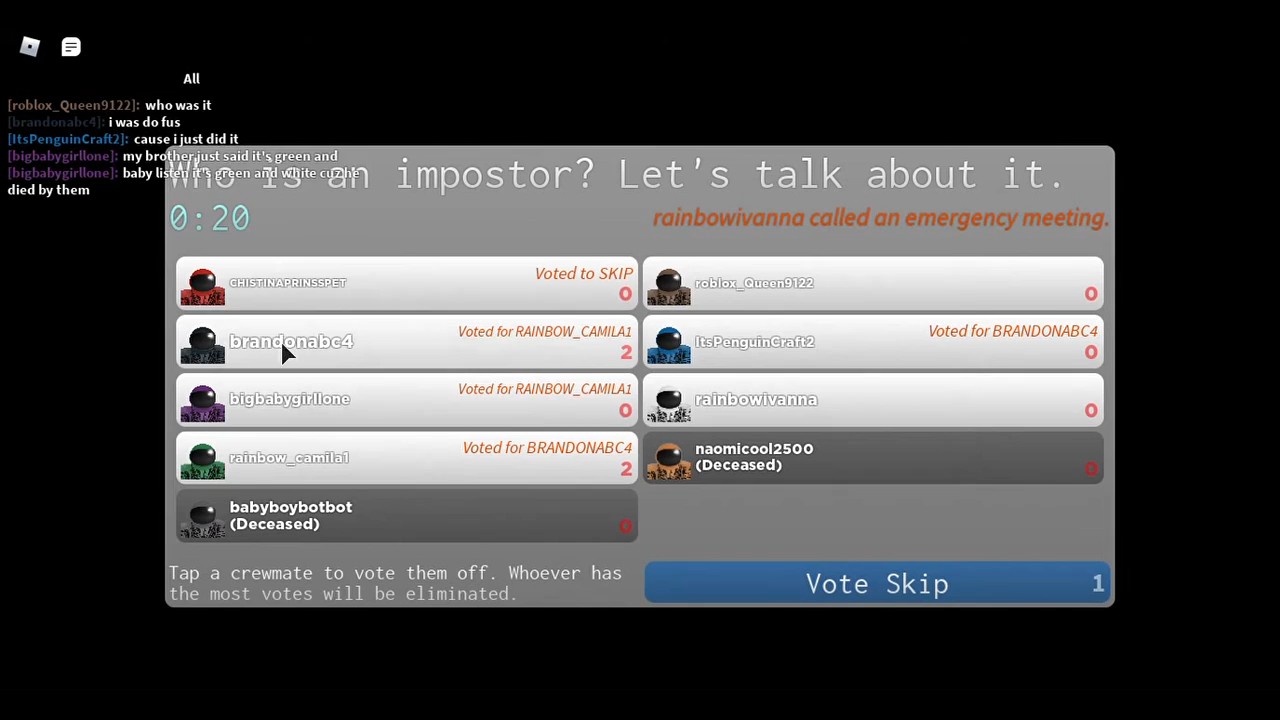 All
[roblox_Queen9122]: who was it
[brandonabc4]: i was do fus
[ItsPenguinCraft2]: cause i just did it
[bigbabygirllone]: my brother just said it's green and
[bigbabygirllone]: baby listen it's green and white cuz he
died by them
Who is an impostor? Let's talk about it.
0:20
rainbowivanna called an emergency meeting.
CHISTINAPRINSSPET
Voted to SKIP
0
roblox_Queen9122
0
brandonabc4
Voted for RAINBOW_CAMILA1
2
ItsPenguinCraft2
Voted for BRANDONABC4
0
bigbabygirllone
Voted for RAINBOW_CAMILA1
0
rainbowivanna
0
rainbow_camila1
Voted for BRANDONABC4
2
naomicool2500
(Deceased)
0
babyboybotbot
(Deceased)
0
Tap a crewmate to vote them off. Whoever has
the most votes will be eliminated.
Vote Skip
1